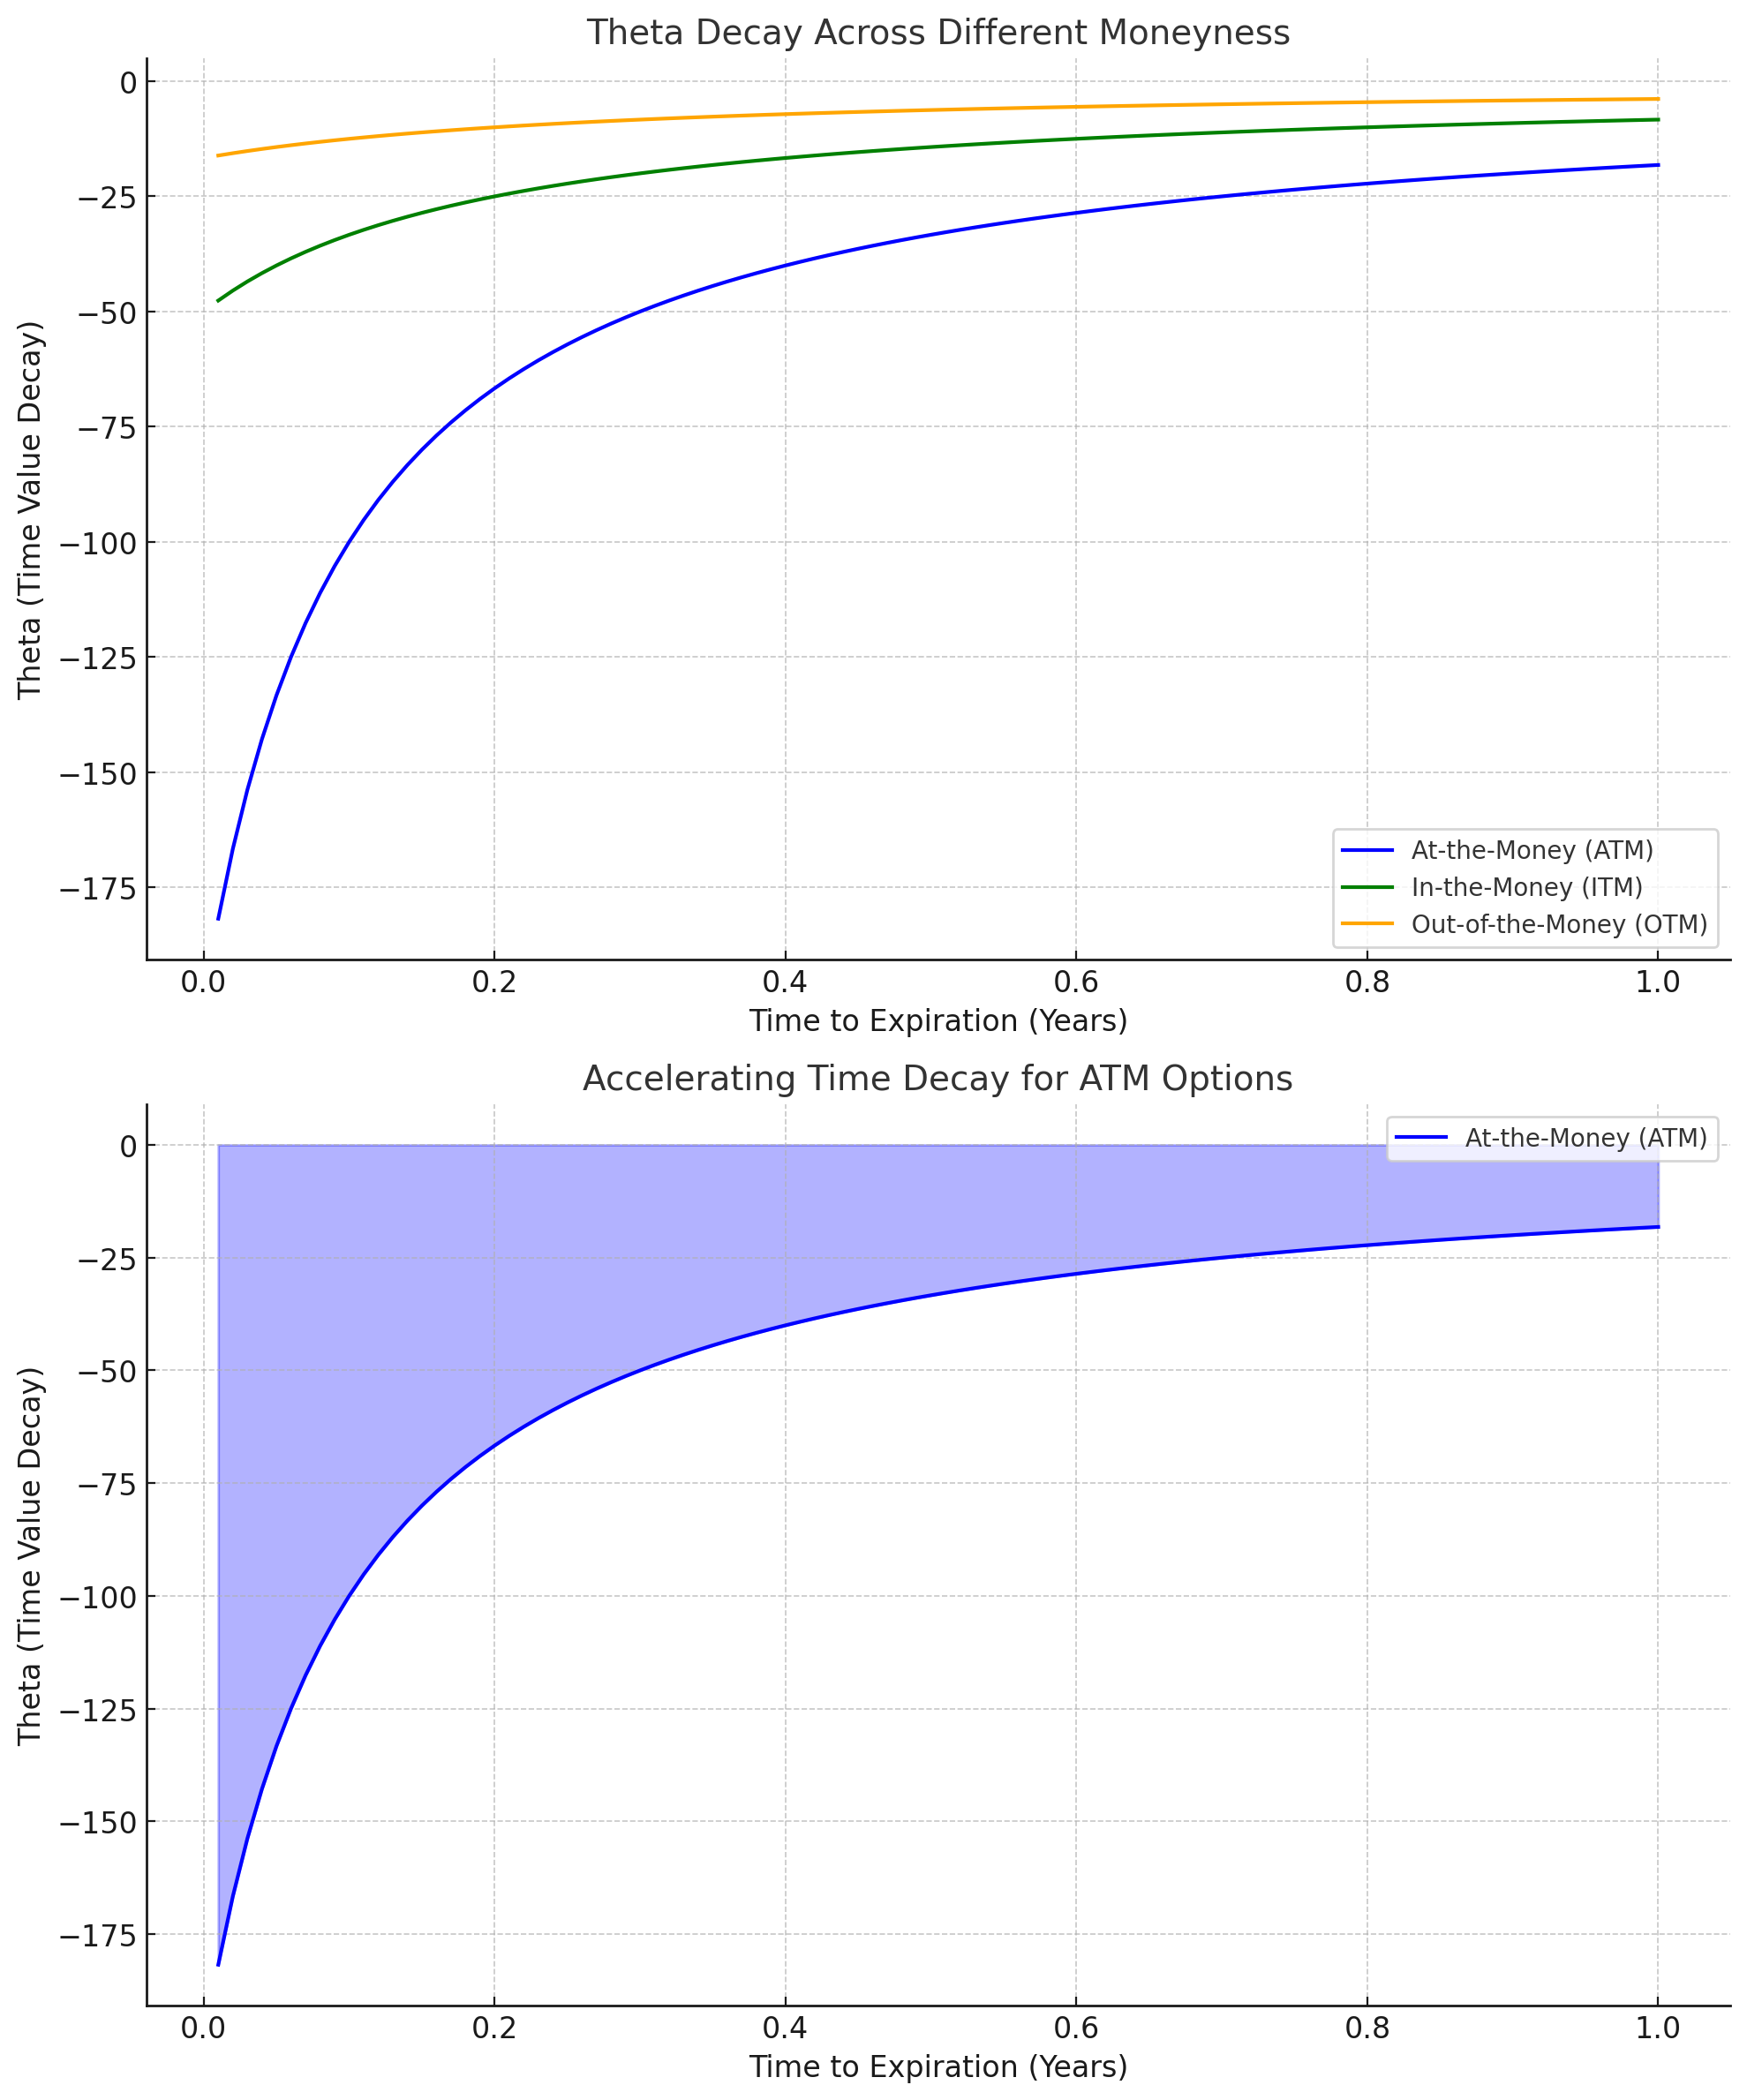 Theta Decay Across Different Moneyness
Theta (Time Value Decay)
0
−25
−50
−75
−100
−125
−150
−175
At-the-Money (ATM)
In-the-Money (ITM)
Out-of-the-Money (OTM)
0.0 0.2 0.4 0.6 0.8 1.0
Time to Expiration (Years)
Accelerating Time Decay for ATM Options
Theta (Time Value Decay)
At-the-Money (ATM)
0
−25
−50
−75
−100
−125
−150
−175
0.0 0.2 0.4 0.6 0.8 1.0
Time to Expiration (Years)